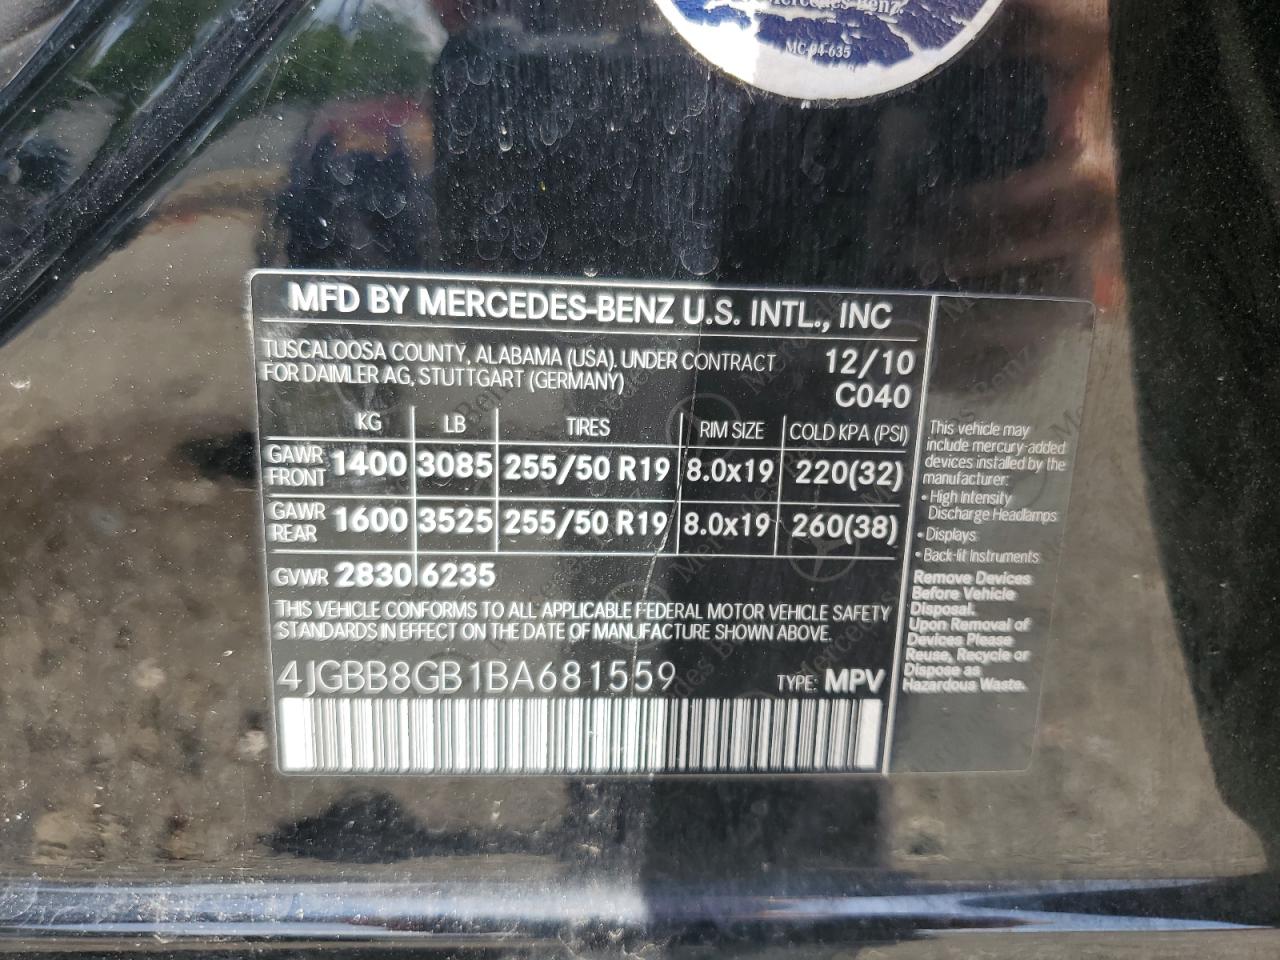 Mercedes-Benz
MC-04-635
MFD BY MERCEDES-BENZ U.S. INTL., INC
TUSCALOOSA COUNTY, ALABAMA (USA). UNDER CONTRACT 12/10
FOR DAIMLER AG, STUTTGART (GERMANY) C040
KG LB TIRES RIM SIZE COLD KPA (PSI)
GAWR FRONT 1400 3085 255/50 R19 8.0x19 220(32)
GAWR REAR 1600 3525 255/50 R19 8.0x19 260(38)
GVWR 2830 6235
THIS VEHICLE CONFORMS TO ALL APPLICABLE FEDERAL MOTOR VEHICLE SAFETY
STANDARDS IN EFFECT ON THE DATE OF MANUFACTURE SHOWN ABOVE.
4JGBB8GB1BA681559 TYPE: MPV
This vehicle may
include mercury-added
devices installed by the
manufacturer:
• High Intensity
Discharge Headlamps
• Displays
• Back-lit Instruments
Remove Devices
Before Vehicle
Disposal.
Upon Removal of
Devices Please
Reuse, Recycle or
Dispose as
Hazardous Waste.